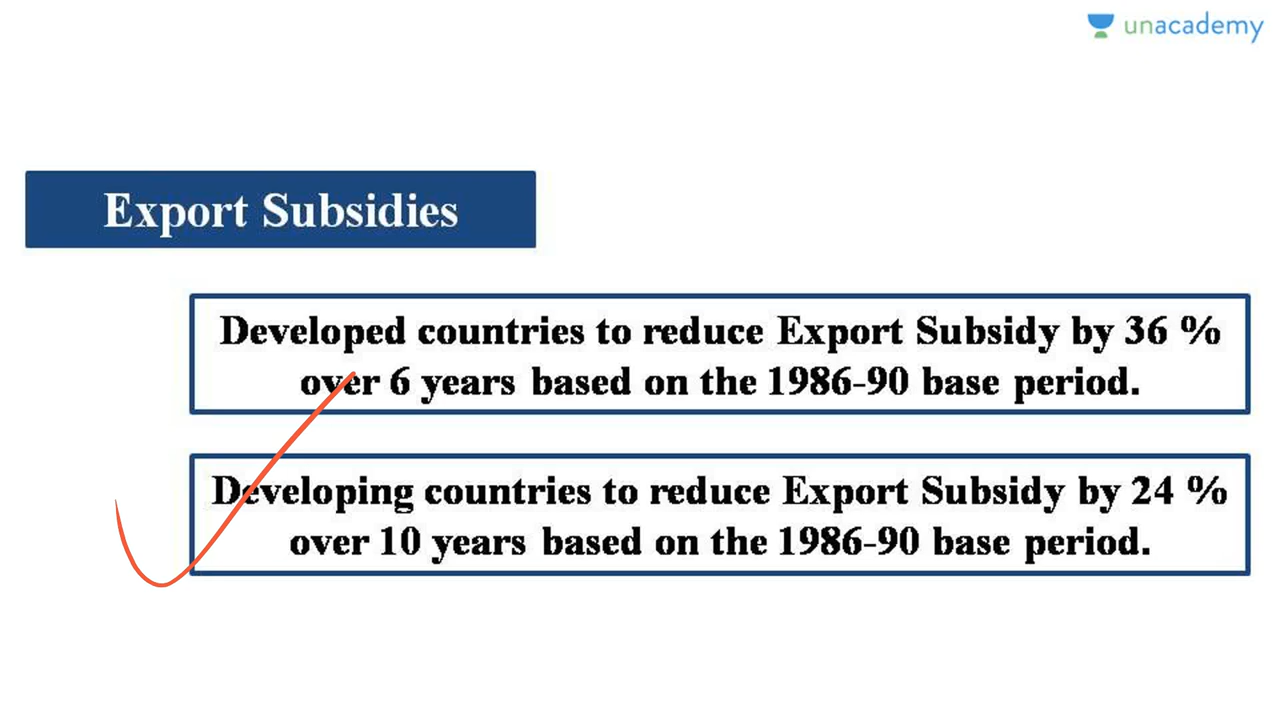 unacademy
Export Subsidies
Developed countries to reduce Export Subsidy by 36 %
over 6 years based on the 1986-90 base period.
Developing countries to reduce Export Subsidy by 24 %
over 10 years based on the 1986-90 base period.